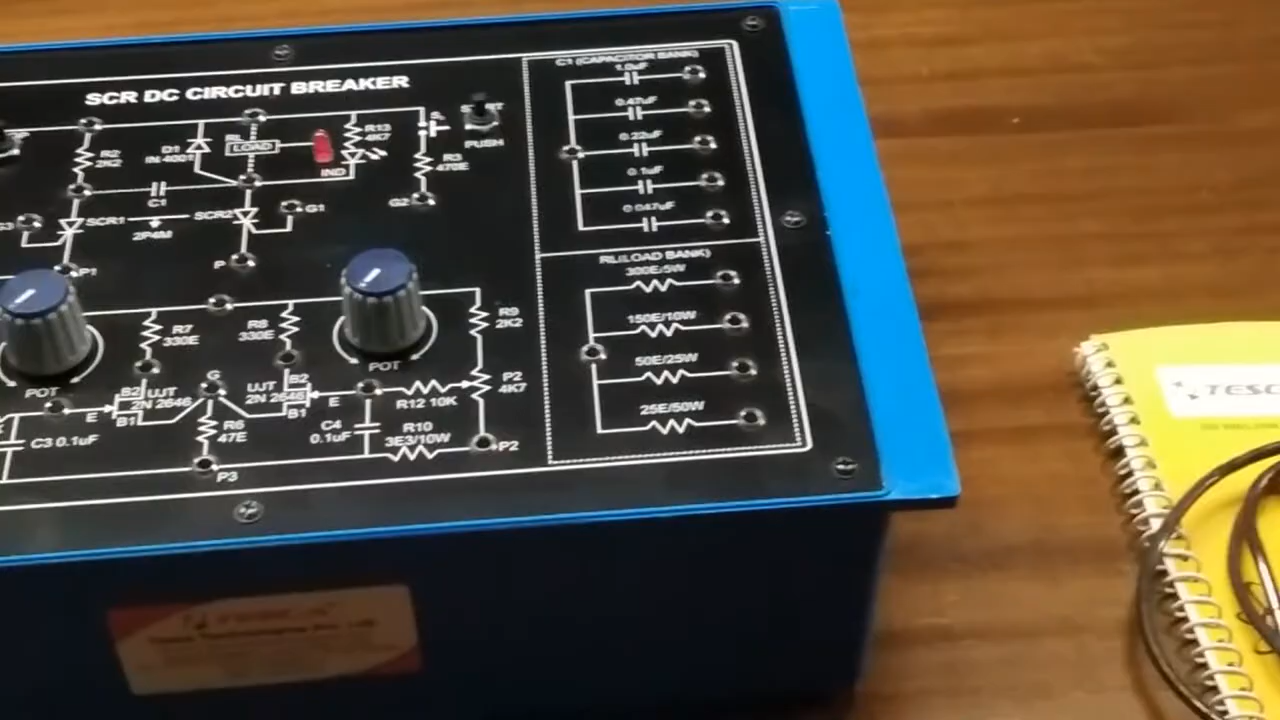 SCR DC CIRCUIT BREAKER
R2
2K2
D1
IN 4001
RL
LOAD
IND
R13
4K7
R3
470E
START
PUSH
C1
SCR1
2P4M
SCR2
G1
G2
G3
P1
P
POT
R7
330E
R8
330E
POT
R9
2K2
B2
UJT
2N 2646
E
B1
G
UJT
2N 2646
B2
B1
E
R12 10K
P2
4K7
C3 0.1uF
R6
47E
C4
0.1uF
R10
3E3/10W
P2
P3
C1 (CAPACITOR BANK)
1.0uF
0.47uF
0.22uF
0.1uF
0.047uF
RL(LOAD BANK)
300E/5W
150E/10W
50E/25W
25E/50W